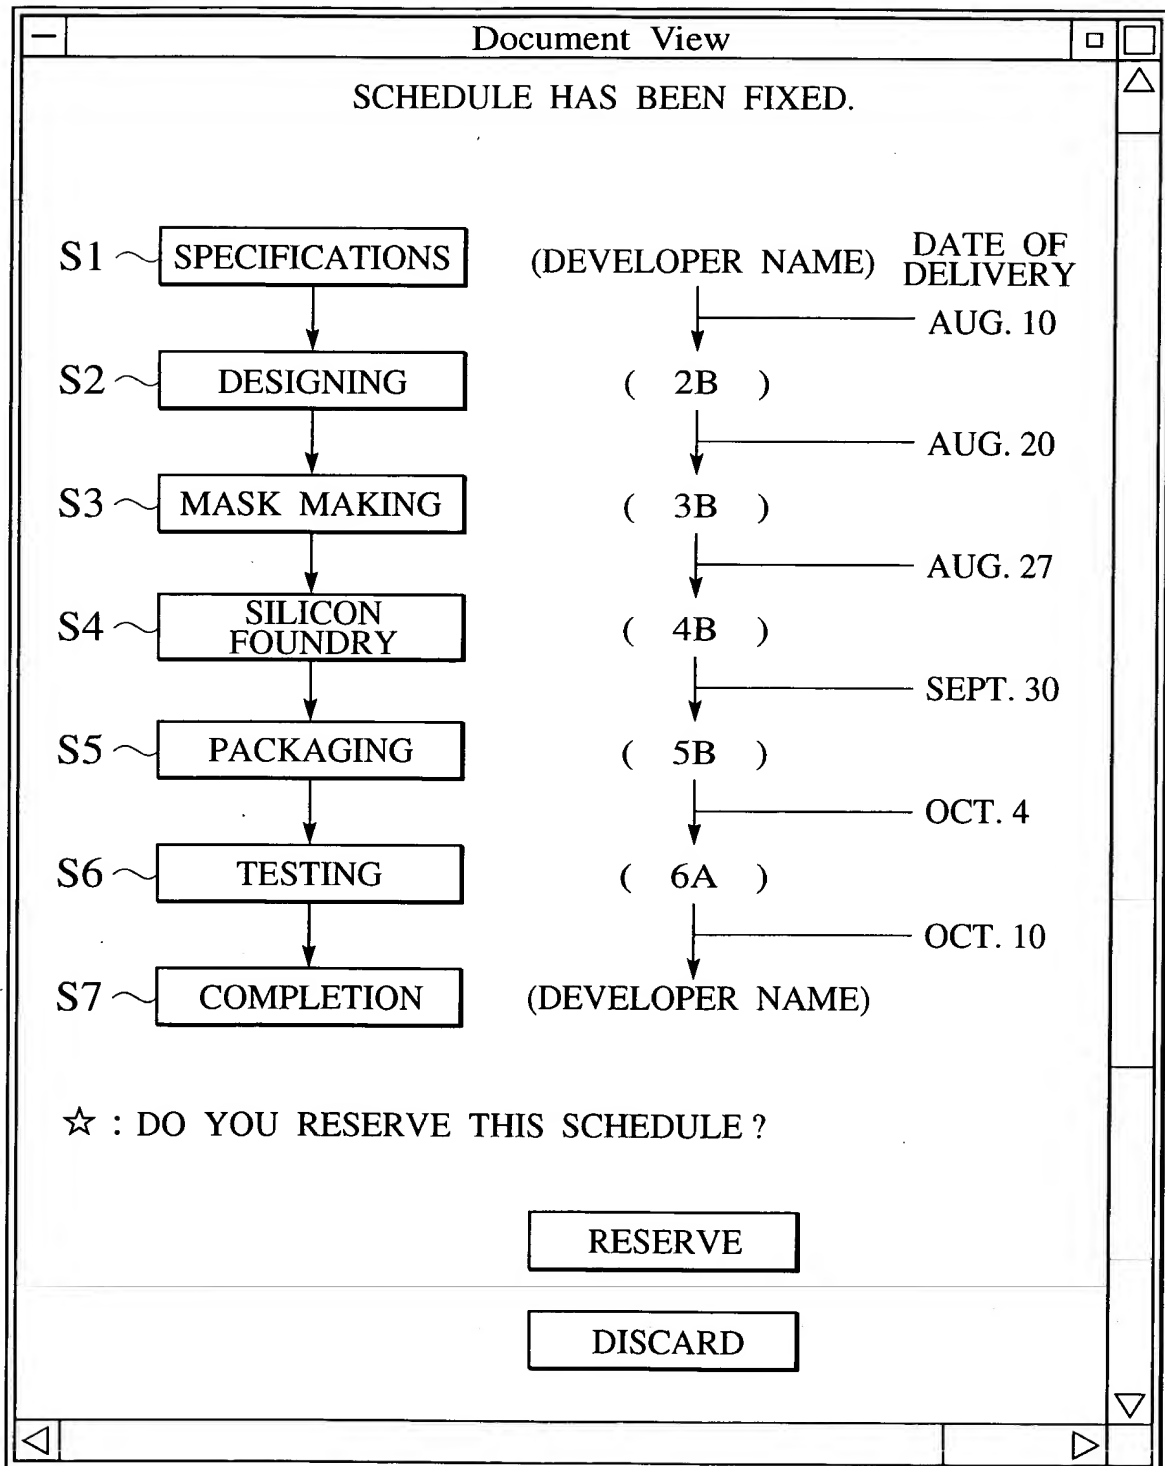 Document View
SCHEDULE HAS BEEN FIXED.
S1 SPECIFICATIONS (DEVELOPER NAME) DATE OF
DELIVERY
AUG. 10
S2 DESIGNING ( 2B )
AUG. 20
S3 MASK MAKING ( 3B )
AUG. 27
S4 SILICON
FOUNDRY ( 4B )
SEPT. 30
S5 PACKAGING ( 5B )
OCT. 4
S6 TESTING ( 6A )
OCT. 10
S7 COMPLETION (DEVELOPER NAME)
☆ : DO YOU RESERVE THIS SCHEDULE ?
RESERVE
DISCARD